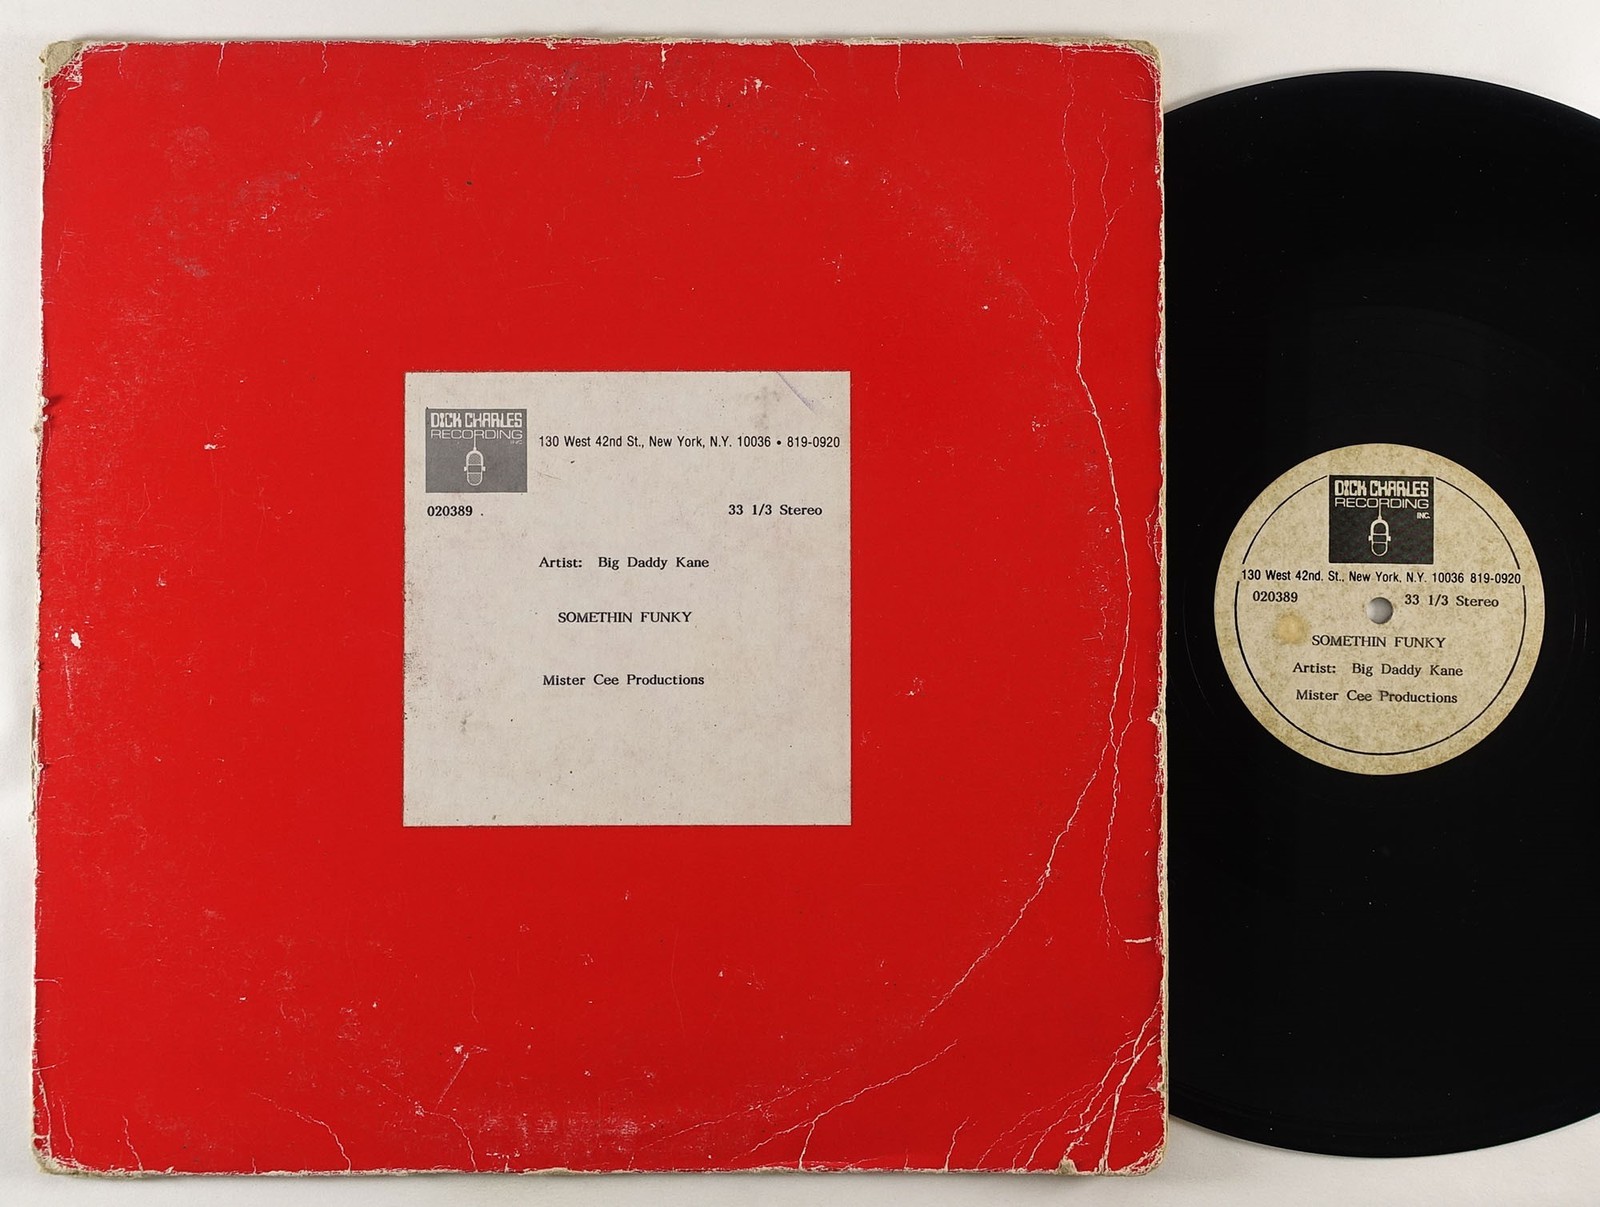 DICK CHARLES
RECORDING
INC.
130 West 42nd St., New York, N.Y. 10036 • 819-0920
020389 .
33 1/3 Stereo
Artist: Big Daddy Kane
SOMETHIN FUNKY
Mister Cee Productions
DICK CHARLES
RECORDING
INC.
130 West 42nd. St., New York, N.Y. 10036 819-0920
020389
33 1/3 Stereo
SOMETHIN FUNKY
Artist: Big Daddy Kane
Mister Cee Productions